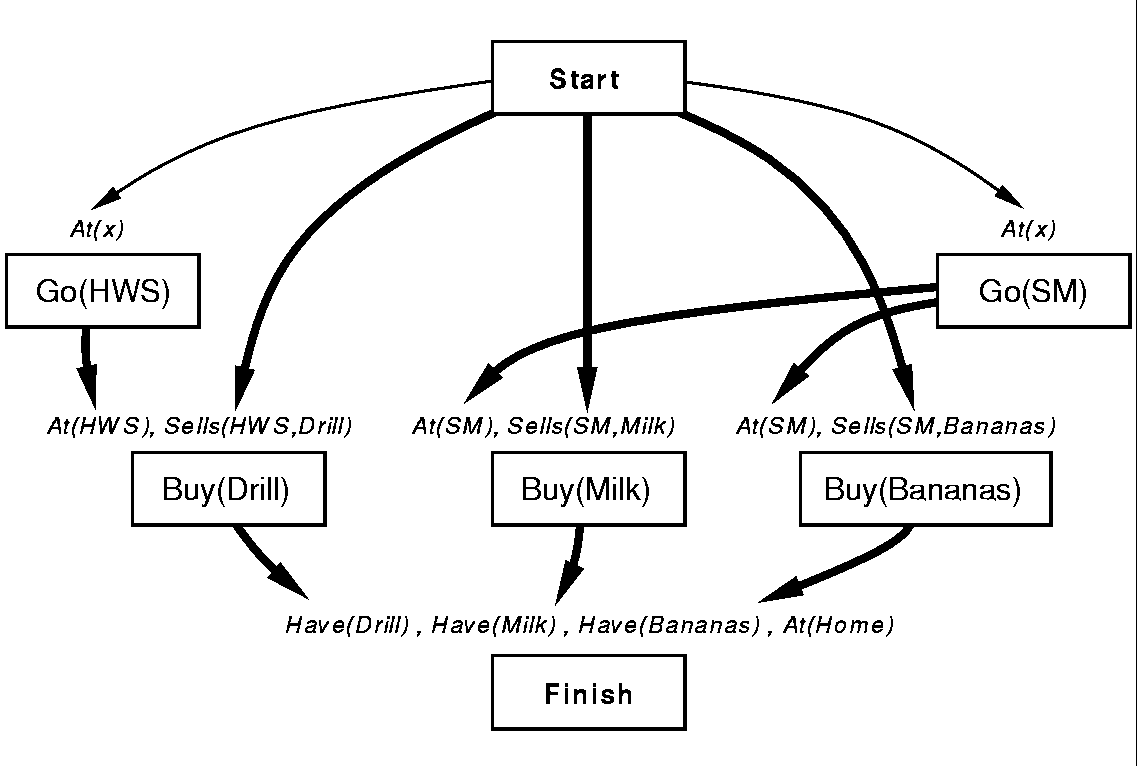 Start
At(x)
At(x)
Go(HWS)
Go(SM)
At(HWS), Sells(HWS,Drill)
At(SM), Sells(SM,Milk)
At(SM), Sells(SM,Bananas)
Buy(Drill)
Buy(Milk)
Buy(Bananas)
Have(Drill) , Have(Milk) , Have(Bananas) , At(Home)
Finish